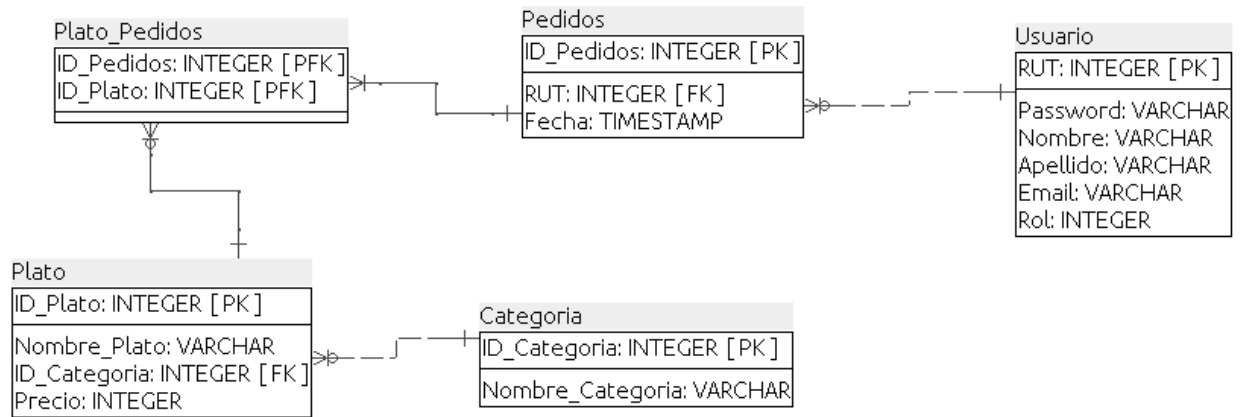 Plato_Pedidos
ID_Pedidos: INTEGER [PFK]
ID_Plato: INTEGER [PFK]
Pedidos
ID_Pedidos: INTEGER [PK]
RUT: INTEGER [FK]
Fecha: TIMESTAMP
Usuario
RUT: INTEGER [PK]
Password: VARCHAR
Nombre: VARCHAR
Apellido: VARCHAR
Email: VARCHAR
Rol: INTEGER
Plato
ID_Plato: INTEGER [PK]
Nombre_Plato: VARCHAR
ID_Categoria: INTEGER [FK]
Precio: INTEGER
Categoria
ID_Categoria: INTEGER [PK]
Nombre_Categoria: VARCHAR